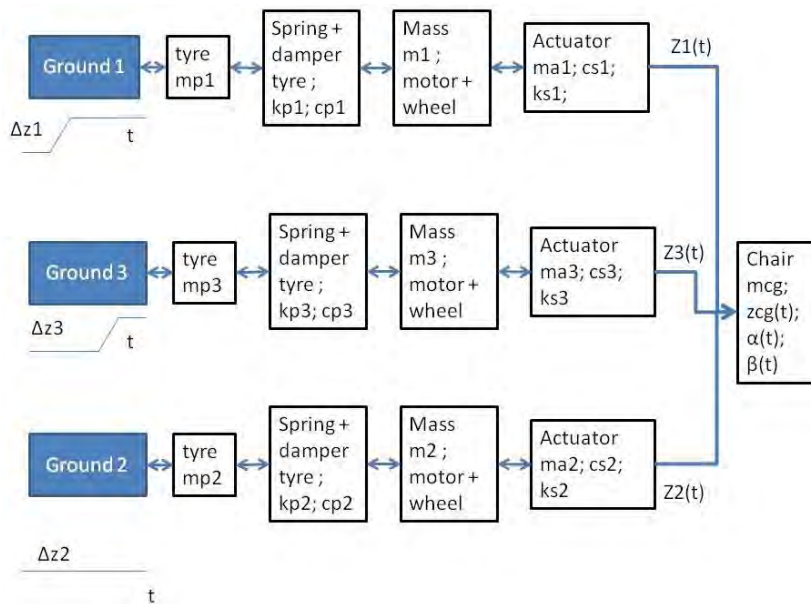 Ground 1
tyre
mp1
Spring +
damper
tyre ;
kp1; cp1
Mass
m1 ;
motor +
wheel
Actuator
ma1; cs1;
ks1;
Z1(t)
Δz1
t
Ground 3
tyre
mp3
Spring +
damper
tyre ;
kp3; cp3
Mass
m3 ;
motor +
wheel
Actuator
ma3; cs3;
ks3
Z3(t)
Chair
mcg;
zcg(t);
α(t);
β(t)
Δz3
t
Ground 2
tyre
mp2
Spring +
damper
tyre ;
kp2; cp2
Mass
m2 ;
motor +
wheel
Actuator
ma2; cs2;
ks2
Z2(t)
Δz2
t